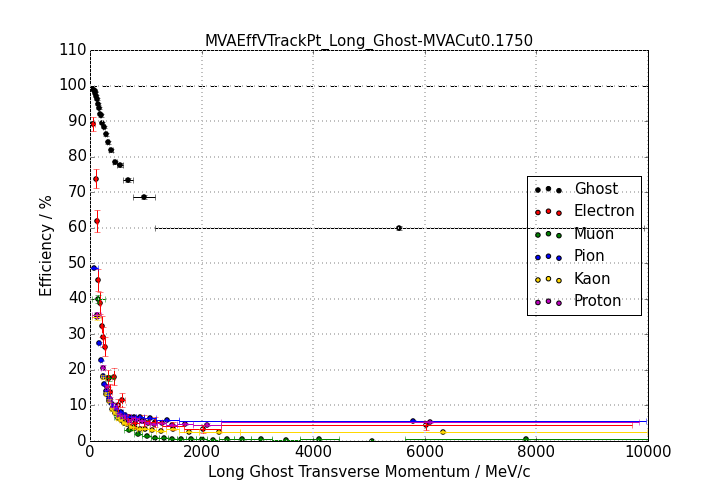 MVAEffVTrackPt_Long_Ghost-MVACut0.1750
110
100
90
80
70
60
50
40
30
20
10
0
Efficiency / %
Ghost
Electron
Muon
Pion
Kaon
Proton
0 2000 4000 6000 8000 10000
Long Ghost Transverse Momentum / MeV/c